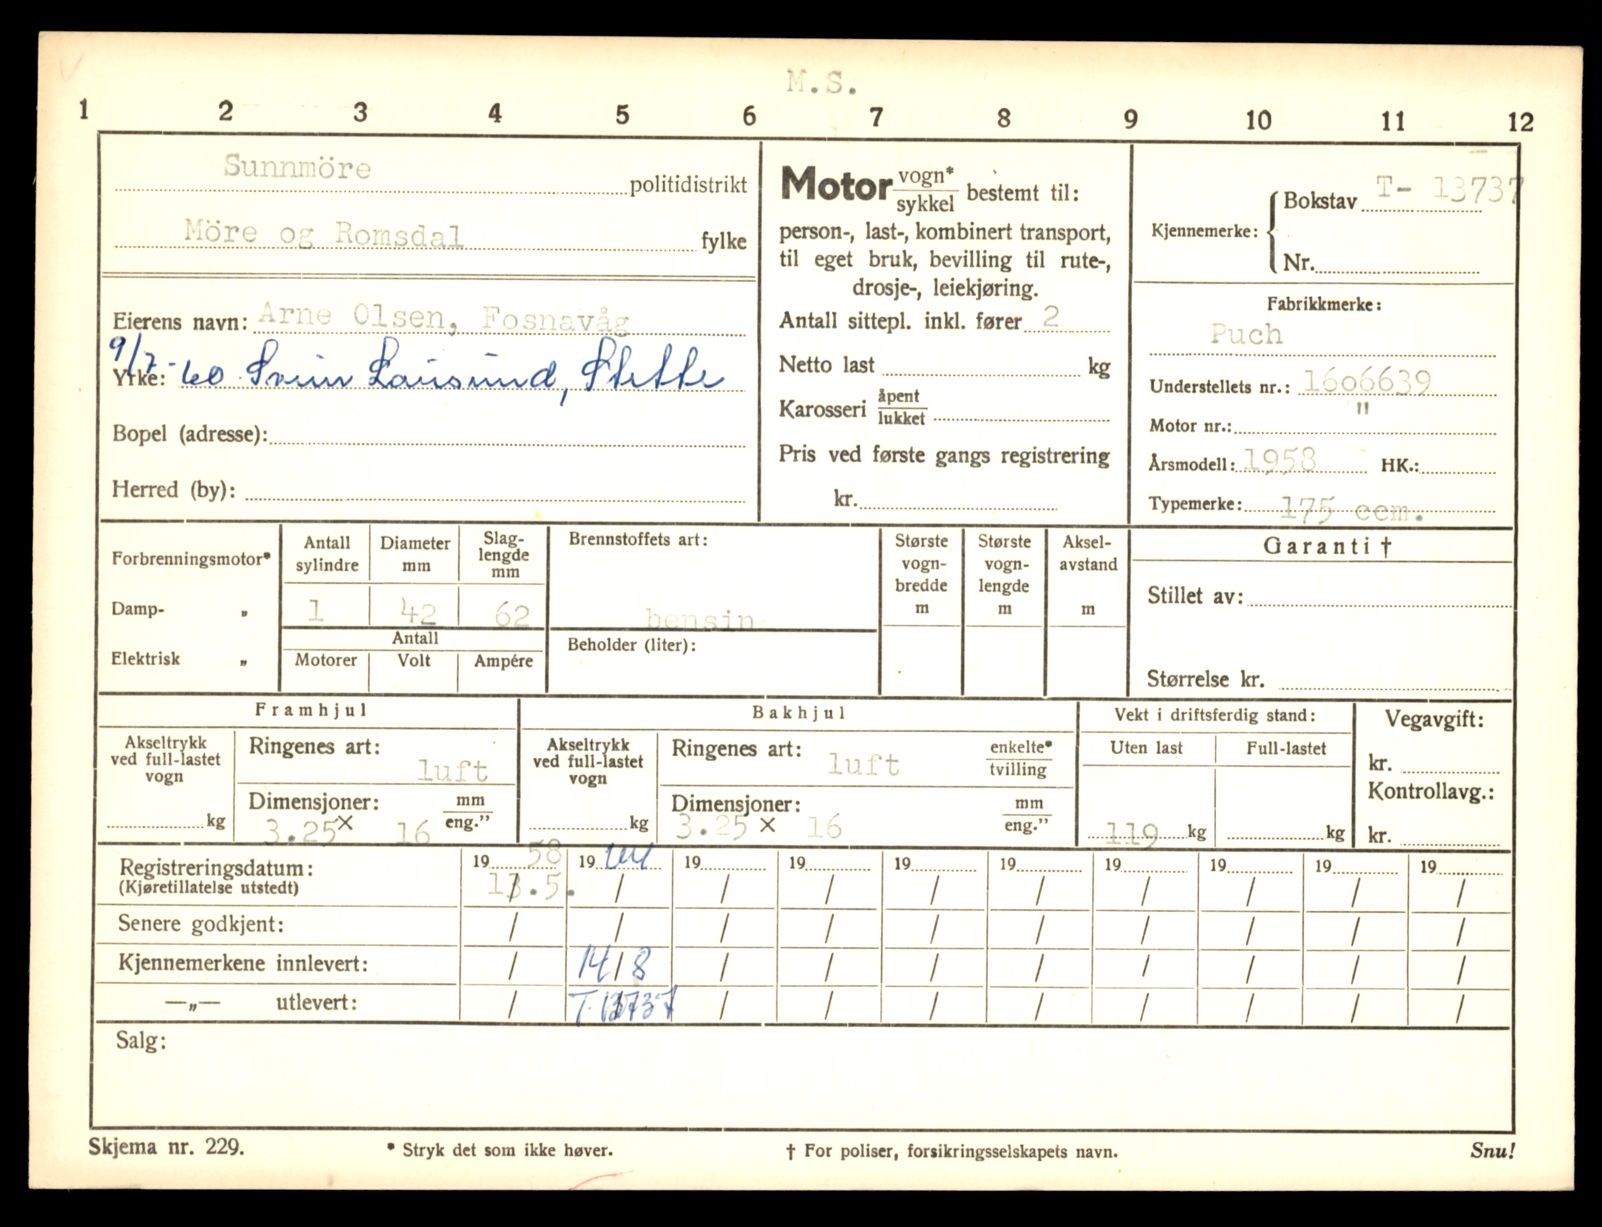 M.S.
1 2 3 4 5 6 7 8 9 10 11 12
Sunnmöre politidistrikt
Möre og Romsdal fylke
Eierens navn: Arne Olsen, Fosnavåg
9/7-60 Svein
Yrke:
Bopel (adresse):
Herred (by):
Motor vogn* sykkel bestemt til:
person-, last-, kombinert transport,
til eget bruk, bevilling til rute-,
drosje-, leiekjøring.
Antall sittepl. inkl. fører 2
Netto last kg
Karosseri åpent lukket
Pris ved første gangs registrering
kr.
Kjennemerke: Bokstav T- 13737
Nr.
Fabrikkmerke:
Puch
Understellets nr.: 1606639
Motor nr.: "
Årsmodell: 1958 HK.:
Typemerke: 175 ccm.
Forbrenningsmotor*
Damp- „
Elektrisk „
Antall sylindre 1
Diameter mm 42
Slag-lengde mm 62
Antall
Motorer Volt Ampére
Brennstoffets art:
bensin
Beholder (liter):
Største vogn-bredde m
Største vogn-lengde m
Aksel-avstand m
Garanti †
Stillet av:
Størrelse kr.
Framhjul
Akseltrykk ved full-lastet vogn
kg
Ringenes art:
luft
Dimensjoner: mm
3.25 x 16 eng."
Bakhjul
Akseltrykk ved full-lastet vogn
kg
Ringenes art: enkelte*
luft tvilling
Dimensjoner: mm
3.25 x 16 eng."
Vekt i driftsferdig stand:
Uten last Full-lastet
119 kg kg
Vegavgift:
kr.
Kontrollavg.:
kr.
Registreringsdatum: 19 58 19 64 19 19 19 19 19 19 19 19
(Kjøretillatelse utstedt) 13.5. / / / / / / / / /
Senere godkjent: / / / / / / / / / /
Kjennemerkene innlevert: / 14/8 / / / / / / / /
—„— utlevert: / T-13737 / / / / / / / /
Salg:
Skjema nr. 229. * Stryk det som ikke høver. † For poliser, forsikringsselskapets navn. Snu!